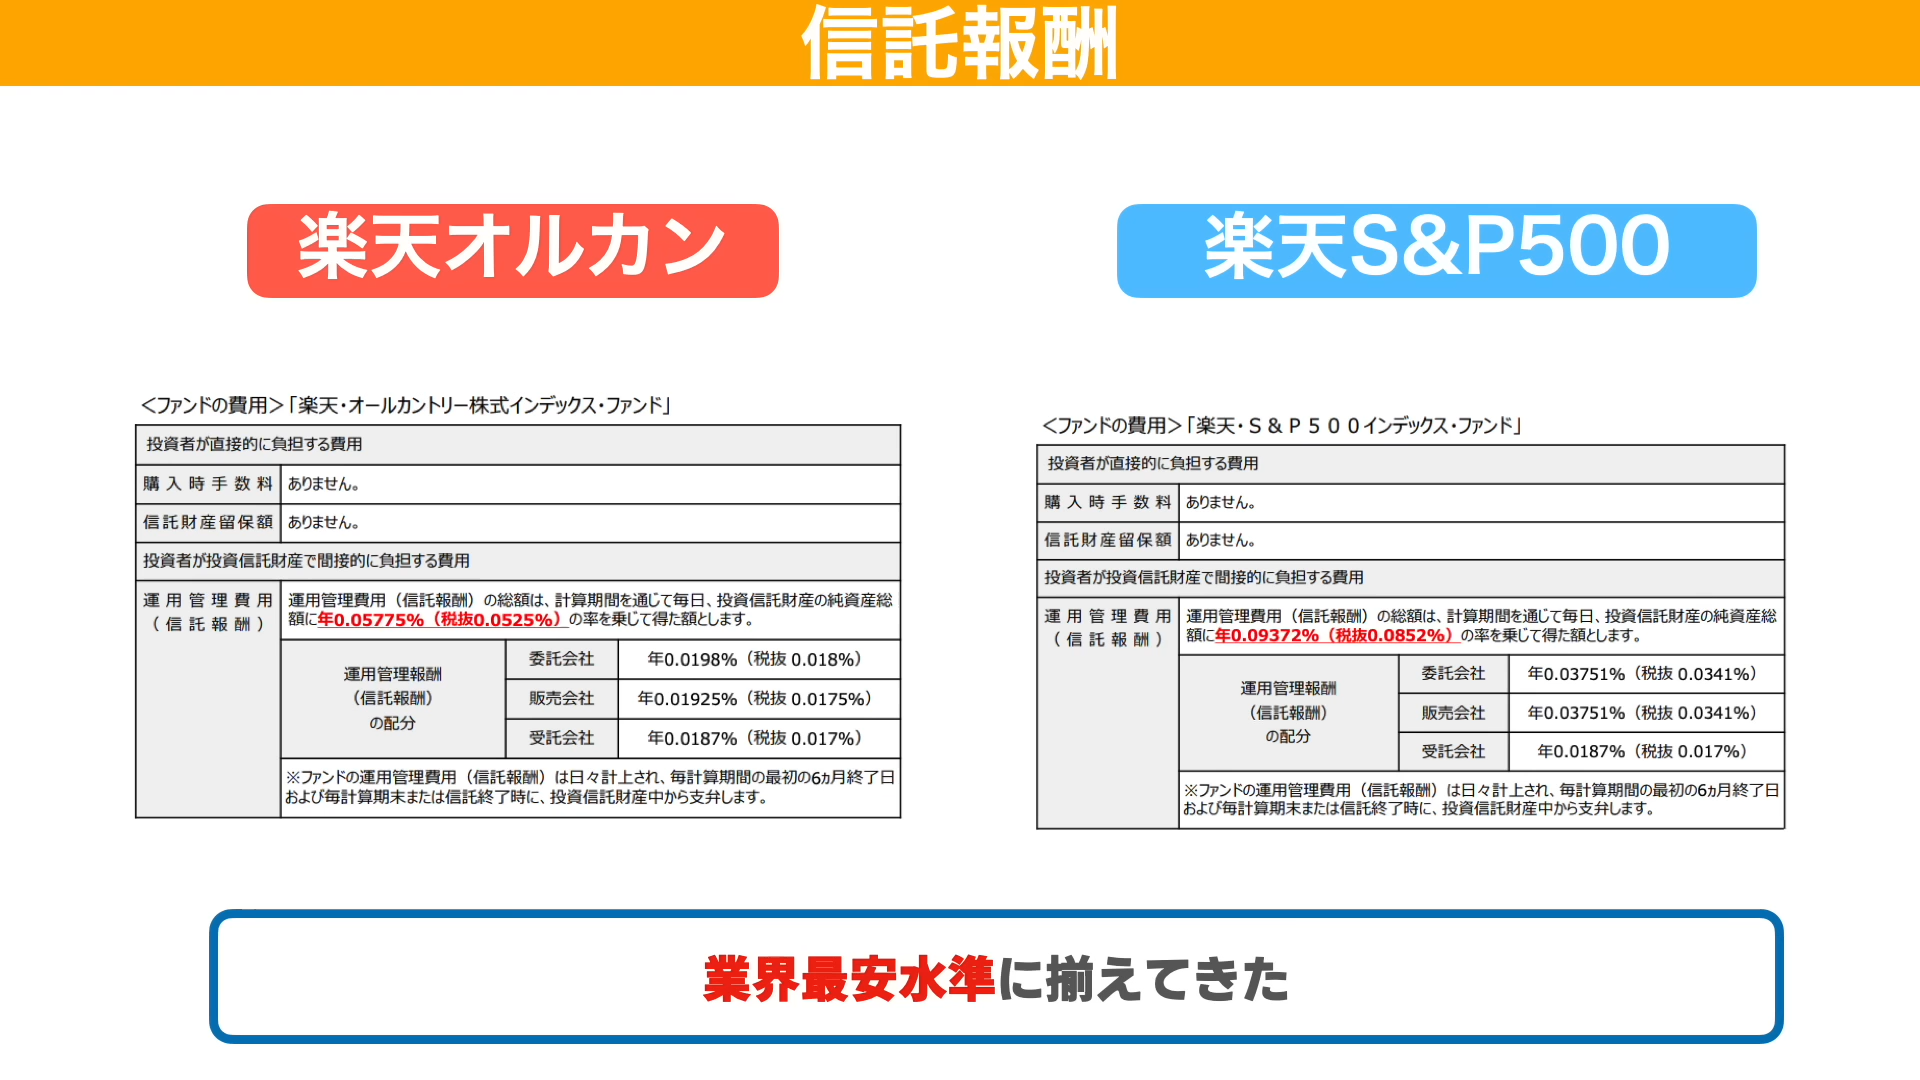 信託報酬
楽天オルカン
<ファンドの費用>「楽天・オールカントリー株式インデックス・ファンド」
投資者が直接的に負担する費用
購入時手数料 ありません。
信託財産留保額 ありません。
投資者が投資信託財産で間接的に負担する費用
運用管理費用
（信託報酬）
運用管理費用（信託報酬）の総額は、計算期間を通じて毎日、投資信託財産の純資産総
額に年0.05775%（税抜0.0525%）の率を乗じて得た額とします。
運用管理報酬
（信託報酬）
の配分
委託会社 年0.0198%（税抜 0.018%）
販売会社 年0.01925%（税抜 0.0175%）
受託会社 年0.0187%（税抜 0.017%）
※ファンドの運用管理費用（信託報酬）は日々計上され、毎計算期間の最初の6ヵ月終了日
および毎計算期末または信託終了時に、投資信託財産中から支弁します。
楽天S&P500
<ファンドの費用>「楽天・Ｓ＆Ｐ５００インデックス・ファンド」
投資者が直接的に負担する費用
購入時手数料 ありません。
信託財産留保額 ありません。
投資者が投資信託財産で間接的に負担する費用
運用管理費用
（信託報酬）
運用管理費用（信託報酬）の総額は、計算期間を通じて毎日、投資信託財産の純資産総
額に年0.09372%（税抜0.0852%）の率を乗じて得た額とします。
運用管理報酬
（信託報酬）
の配分
委託会社 年0.03751%（税抜 0.0341%）
販売会社 年0.03751%（税抜 0.0341%）
受託会社 年0.0187%（税抜 0.017%）
※ファンドの運用管理費用（信託報酬）は日々計上され、毎計算期間の最初の6ヵ月終了日
および毎計算期末または信託終了時に、投資信託財産中から支弁します。
業界最安水準に揃えてきた